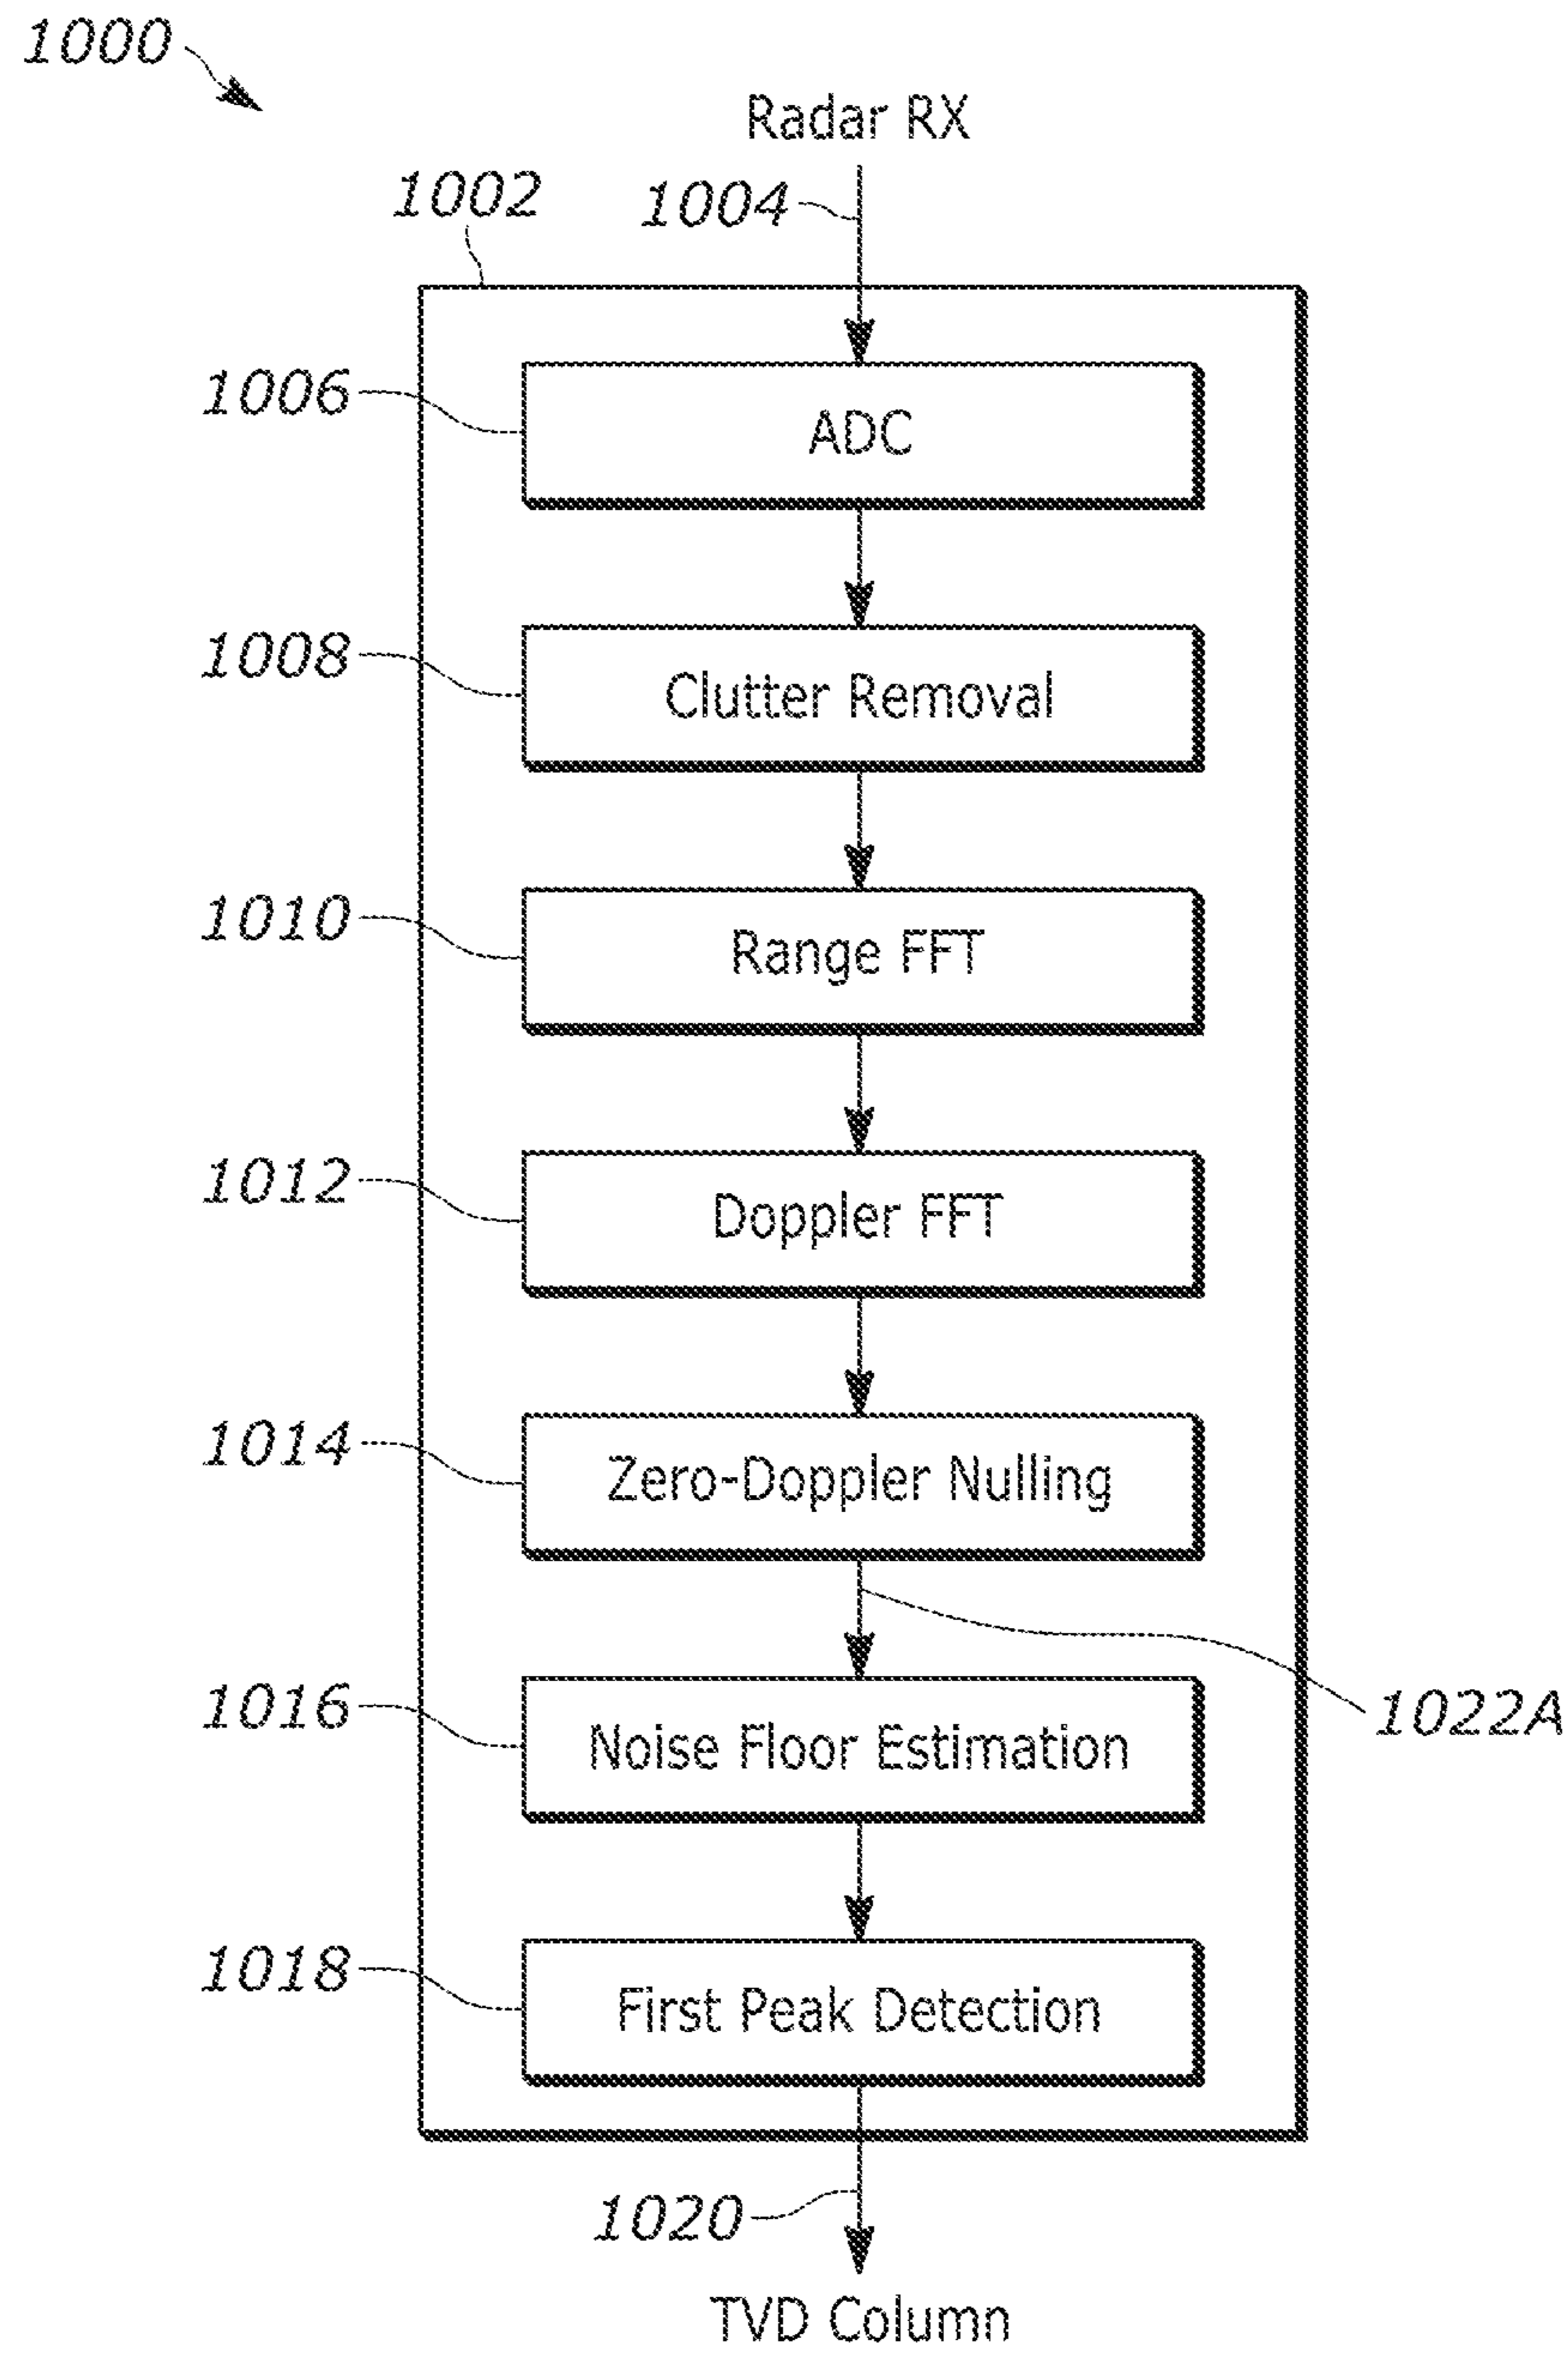 1000
Radar RX
1002
1004
1006
ADC
1008
Clutter Removal
1010
Range FFT
1012
Doppler FFT
1014
Zero-Doppler Nulling
1016
Noise Floor Estimation
1022A
1018
First Peak Detection
1020
TVD Column